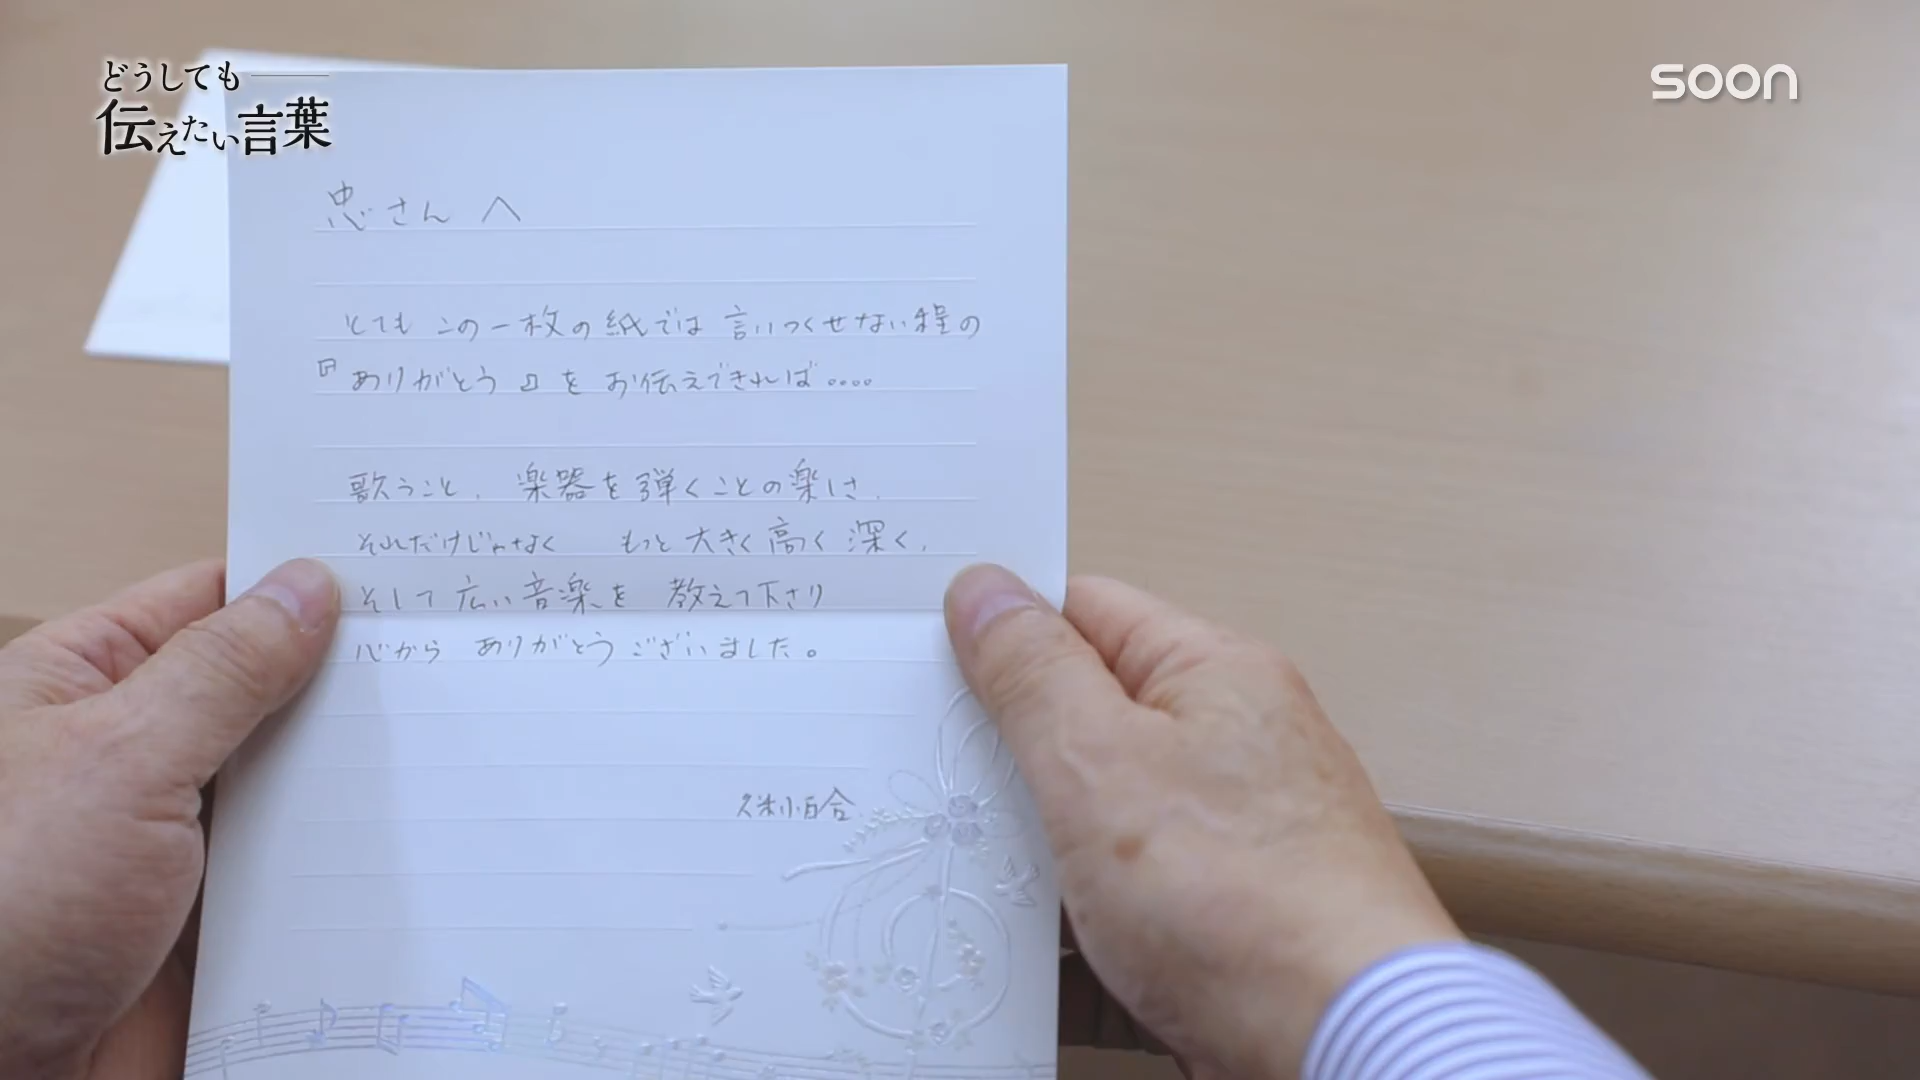 どうしても
伝えたい言葉
soon
忠さんへ
とても この一枚の紙では 言いつくせない程の
『ありがとう』を お伝えできれば....
歌うこと、楽器を弾くことの楽しさ、
それだけじゃなく もっと大きく高く深く、
そして広い音楽を 教えて下さり
心から ありがとうございました。
久米小百合